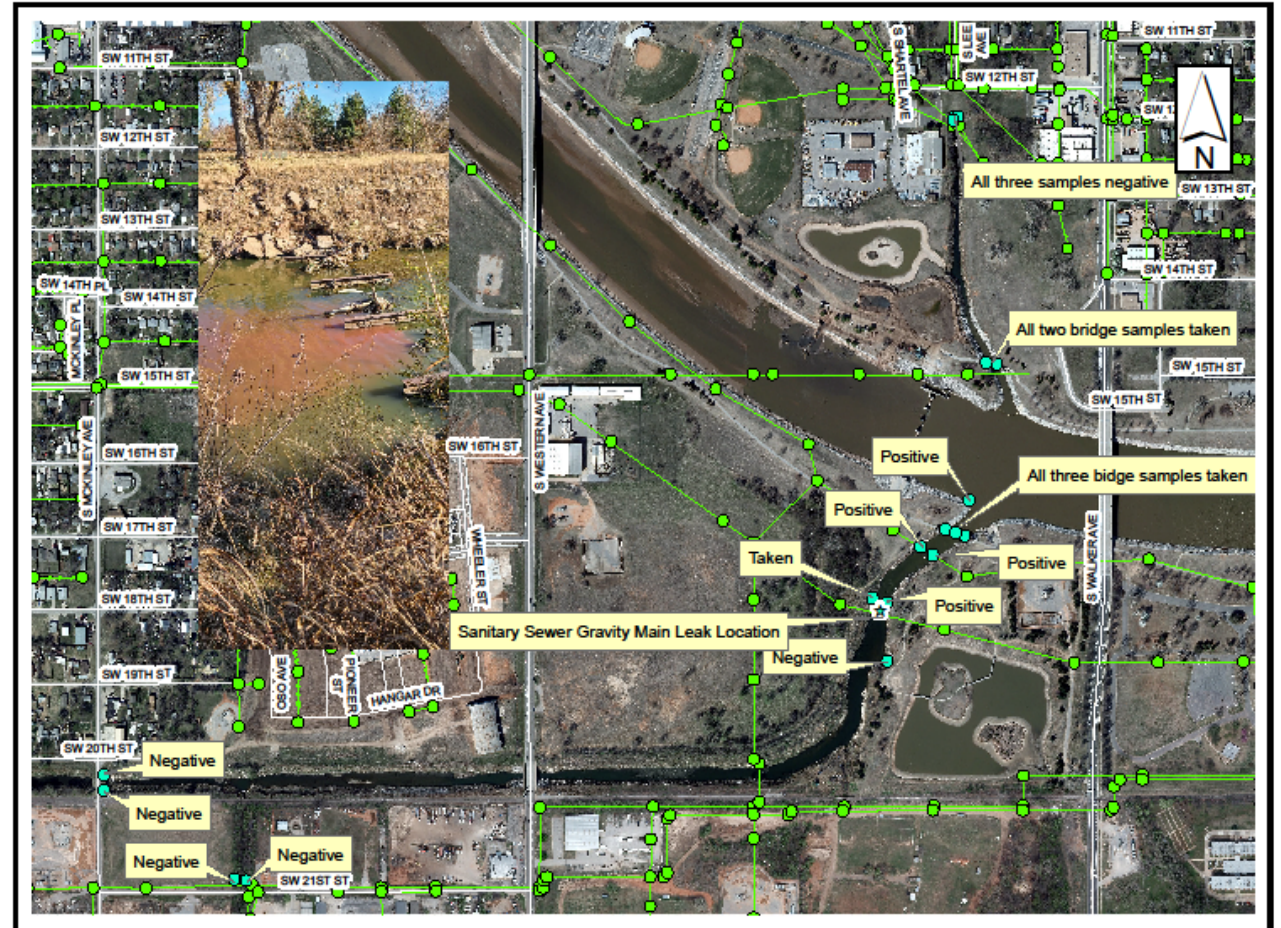 SW 11TH ST
S SHARTEL AVE
S LEE AVE
SW 11TH ST
SW 12TH ST
SW 12TH ST
N
SW 13TH ST
All three samples negative
SW 13TH ST
SW 14TH PL
MCKINLEY PL
SW 14TH ST
SW 14TH ST
All two bridge samples taken
SW 15TH ST
SW 15TH ST
SW 15TH ST
S MCKINLEY AVE
SW 16TH ST
SW 16TH ST
S WESTERN AVE
Positive
All three bidge samples taken
Positive
SW 17TH ST
WHEELER ST
Taken
Positive
S WALKER AVE
SW 18TH ST
Positive
Sanitary Sewer Gravity Main Leak Location
Negative
SW 19TH ST
OSO AVE
PIONEER ST
HANGAR DR
SW 20TH ST
Negative
Negative
Negative
Negative
SW 21ST ST